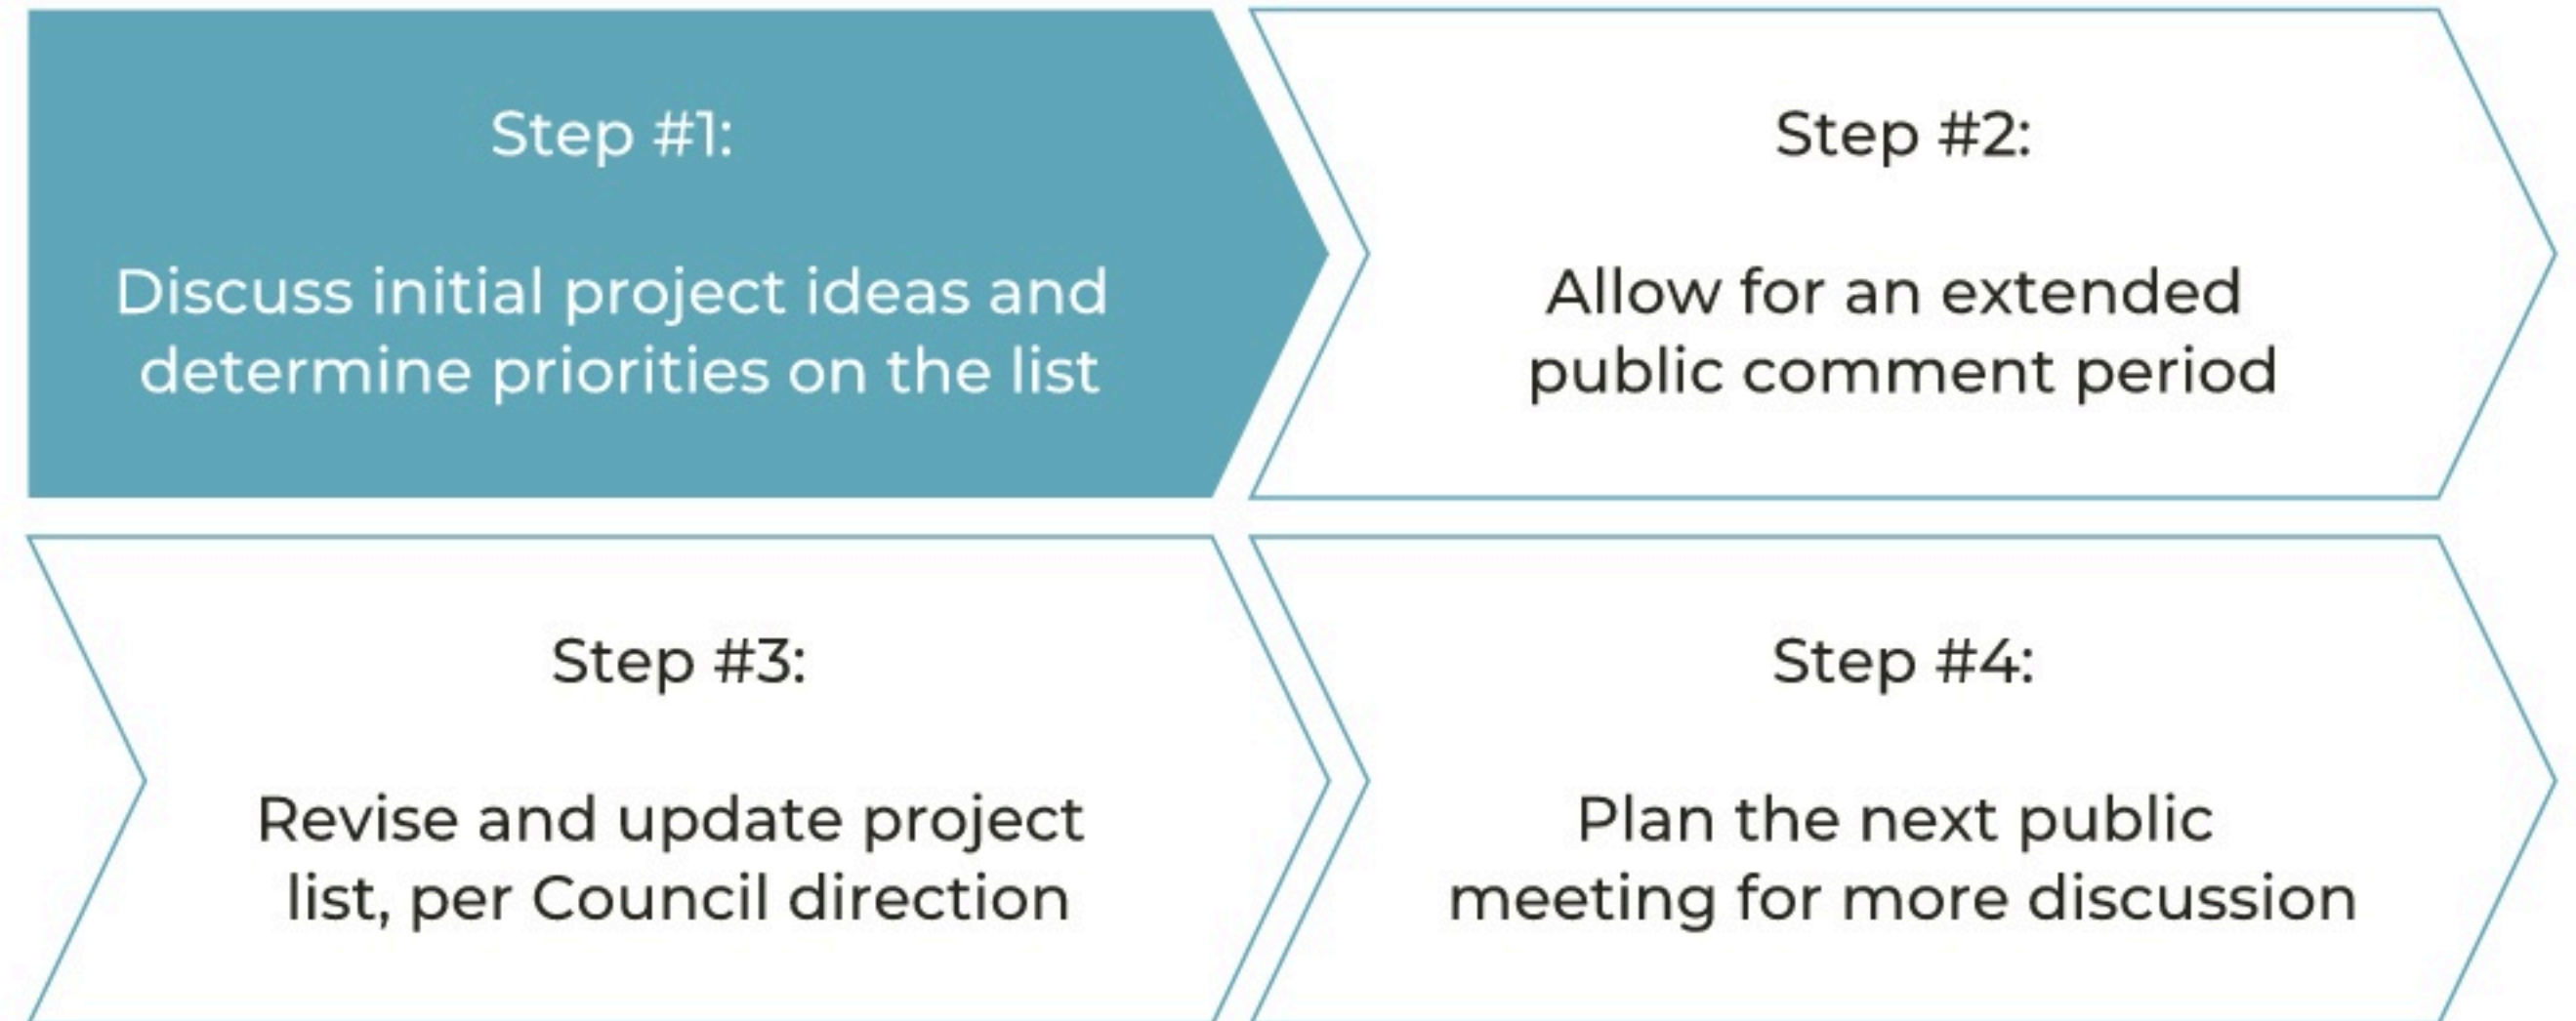 Step #1:
Discuss initial project ideas and
determine priorities on the list
Step #2:
Allow for an extended
public comment period
Step #3:
Revise and update project
list, per Council direction
Step #4:
Plan the next public
meeting for more discussion